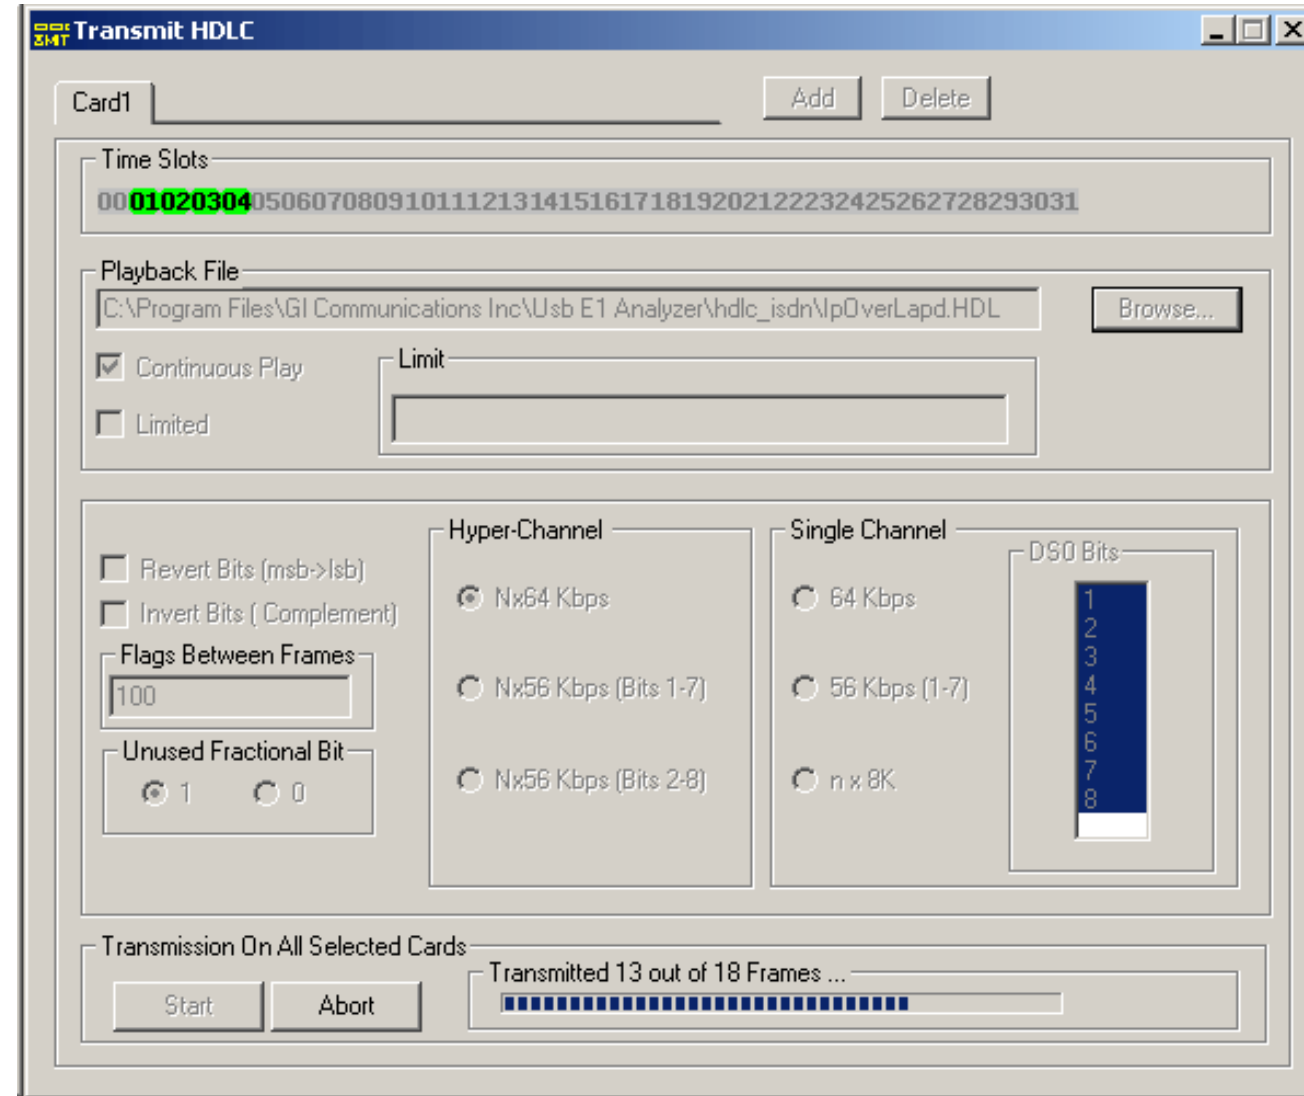 Transmit HDLC
Card1
Add
Delete
Time Slots
0001020304050607080910111213141516171819202122232425262728293031
Playback File
C:\Program Files\Gl Communications Inc\Usb E1 Analyzer\hdlc_isdn\IpOverLapd.HDL
Browse...
Continuous Play
Limit
Limited
Revert Bits (msb->lsb)
Invert Bits ( Complement)
Flags Between Frames
100
Unused Fractional Bit
1
0
Hyper-Channel
Nx64 Kbps
Nx56 Kbps (Bits 1-7)
Nx56 Kbps (Bits 2-8)
Single Channel
64 Kbps
56 Kbps (1-7)
n x 8K
DS0 Bits
1
2
3
4
5
6
7
8
Transmission On All Selected Cards
Start
Abort
Transmitted 13 out of 18 Frames ...